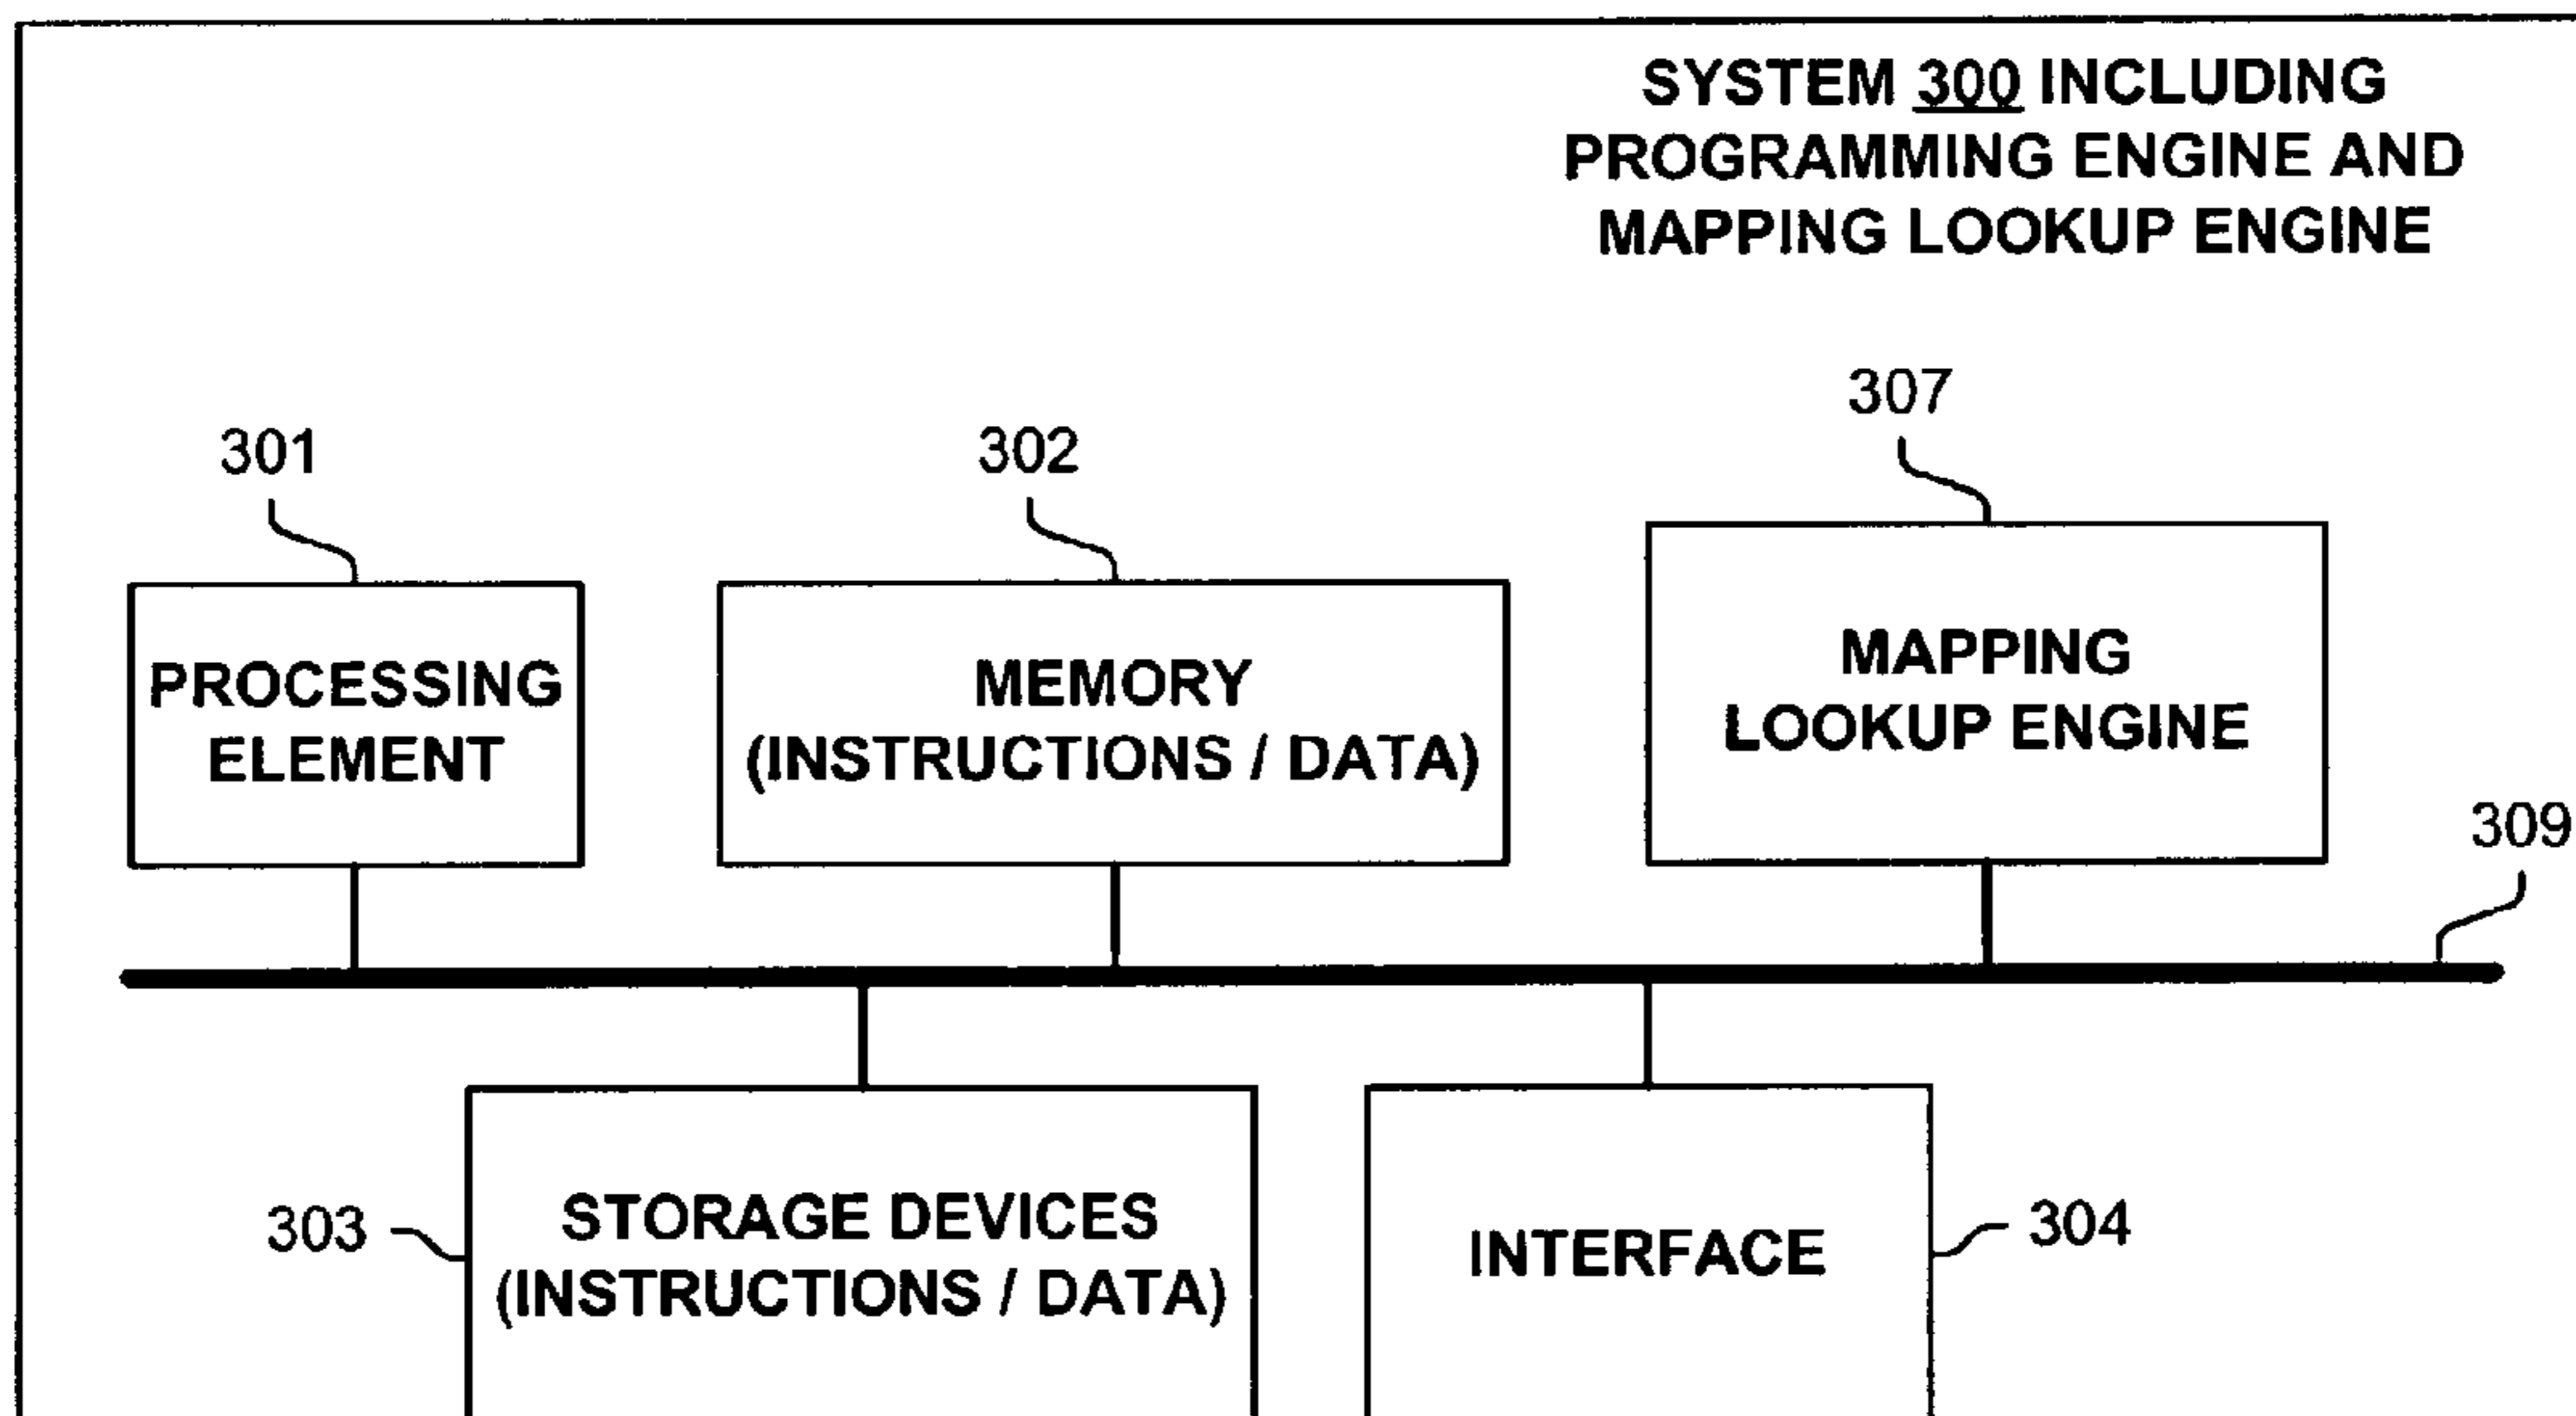 SYSTEM 300 INCLUDING
PROGRAMMING ENGINE AND
MAPPING LOOKUP ENGINE
307
301
302
PROCESSING
ELEMENT
MEMORY
(INSTRUCTIONS / DATA)
MAPPING
LOOKUP ENGINE
309
303
STORAGE DEVICES
(INSTRUCTIONS / DATA)
INTERFACE
304